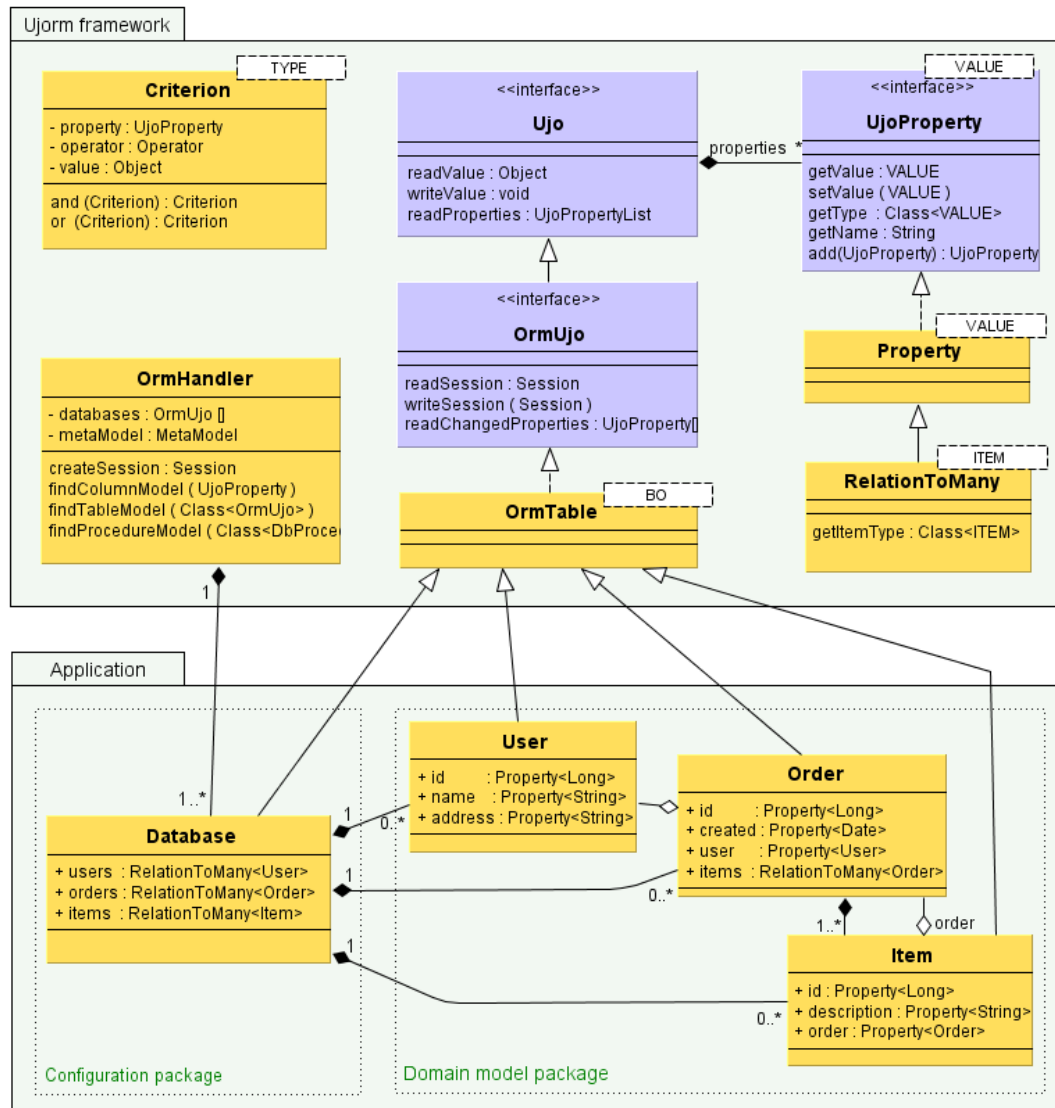 Ujorm framework
TYPE
Criterion
- property : UjoProperty
- operator : Operator
- value : Object
and (Criterion) : Criterion
or (Criterion) : Criterion
<<interface>>
Ujo
readValue : Object
writeValue : void
readProperties : UjoPropertyList
properties *
VALUE
<<interface>>
UjoProperty
getValue : VALUE
setValue ( VALUE )
getType : Class<VALUE>
getName : String
add(UjoProperty) : UjoProperty
<<interface>>
OrmUjo
readSession : Session
writeSession ( Session )
readChangedProperties : UjoProperty[]
VALUE
Property
OrmHandler
- databases : OrmUjo []
- metaModel : MetaModel
createSession : Session
findColumnModel ( UjoProperty )
findTableModel ( Class<OrmUjo> )
findProcedureModel ( Class<DbProce
1
BO
OrmTable
ITEM
RelationToMany
getItemType : Class<ITEM>
Application
1..*
Database
+ users : RelationToMany<User>
+ orders : RelationToMany<Order>
+ items : RelationToMany<Item>
1
0..*
1
0..*
1
0..*
User
+ id : Property<Long>
+ name : Property<String>
+ address : Property<String>
Order
+ id : Property<Long>
+ created : Property<Date>
+ user : Property<User>
+ items : RelationToMany<Order>
1..*
order
Item
+ id : Property<Long>
+ description : Property<String>
+ order : Property<Order>
Configuration package
Domain model package